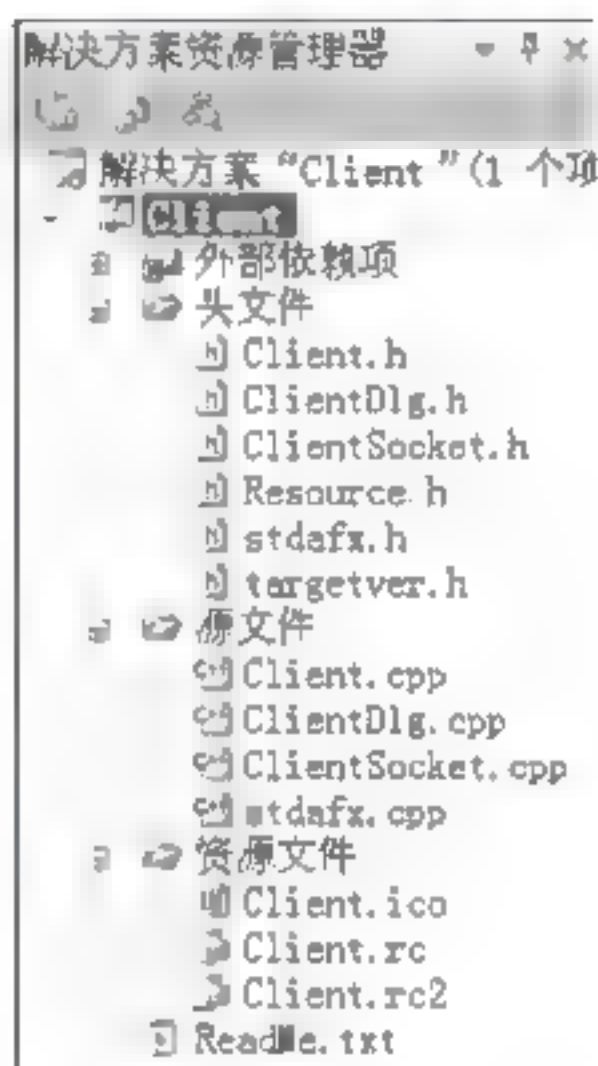 解决方案资源管理器
解决方案“Client”(1 个项
Client
外部依赖项
头文件
Client.h
ClientDlg.h
ClientSocket.h
Resource.h
stdafx.h
targetver.h
源文件
Client.cpp
ClientDlg.cpp
ClientSocket.cpp
stdafx.cpp
资源文件
Client.ico
Client.rc
Client.rc2
ReadMe.txt